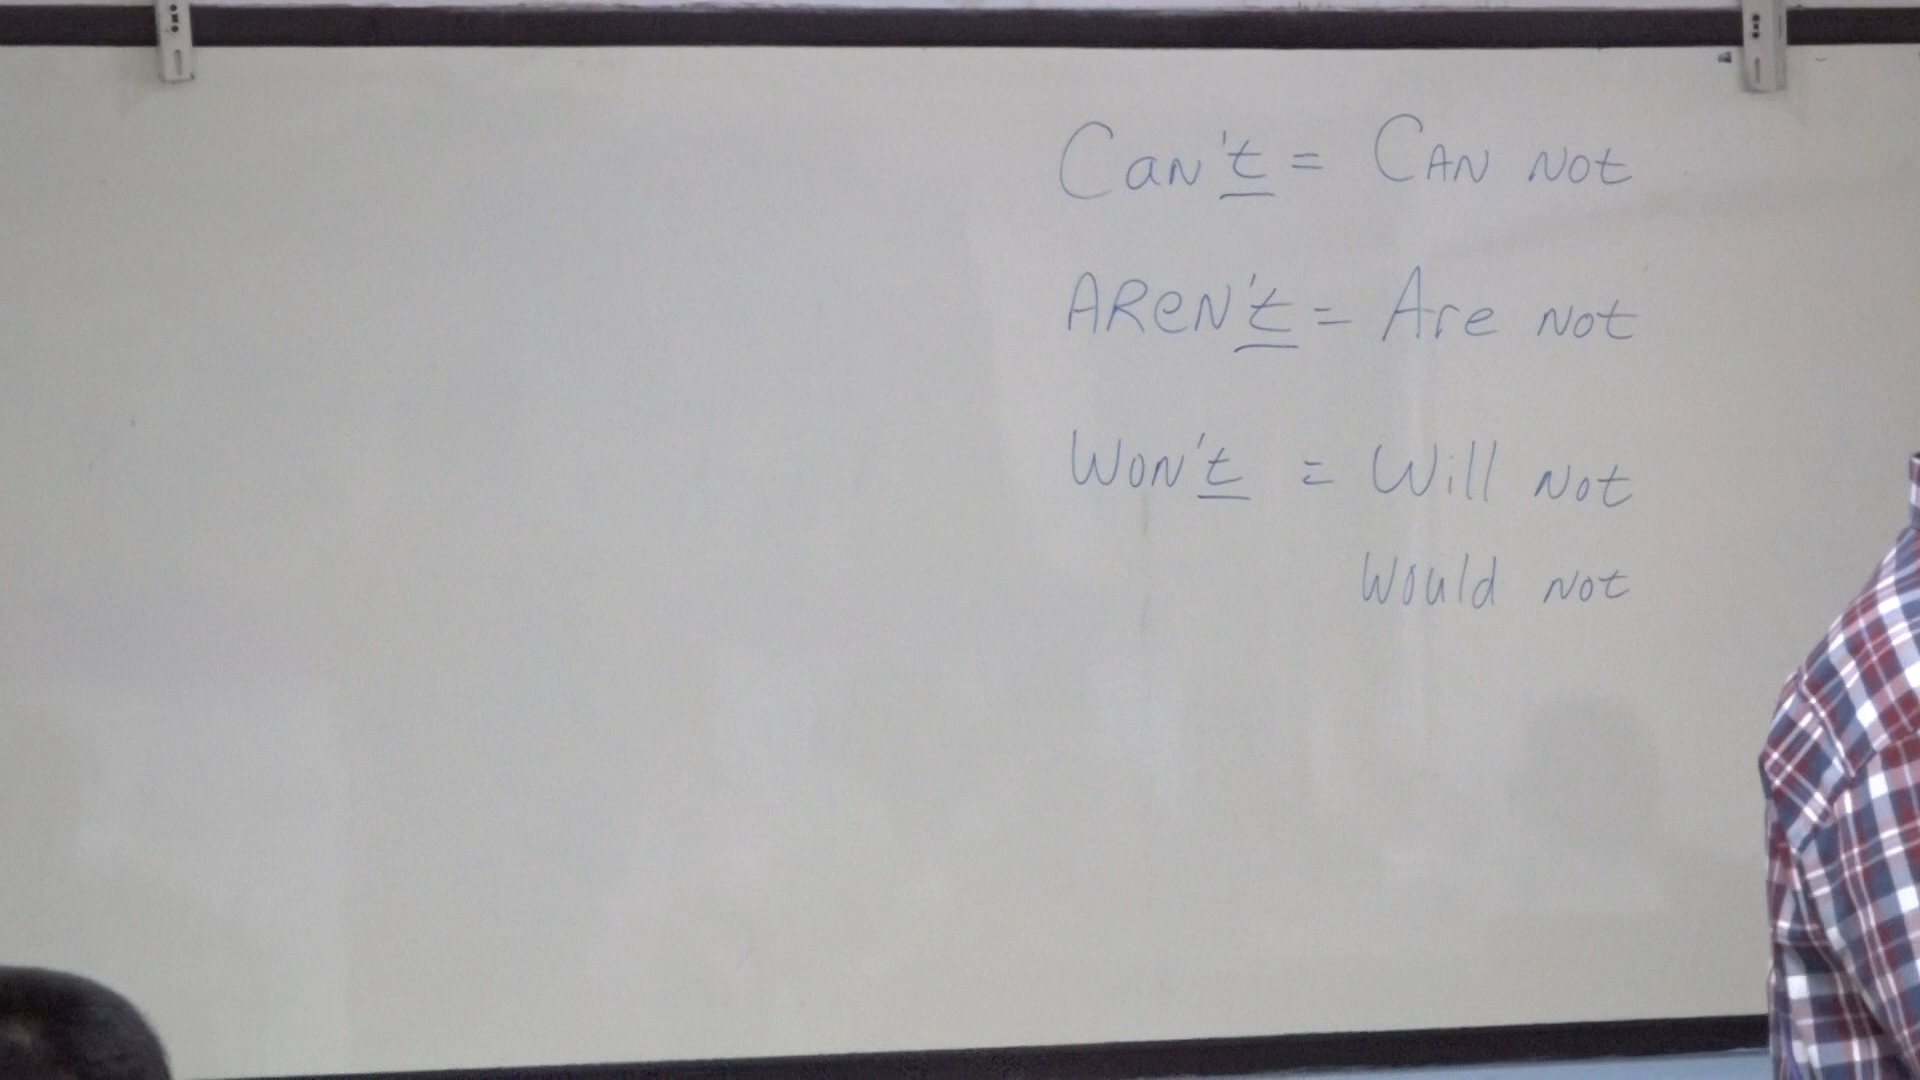 Can't = CAN NOt
AREN't = Are NOt
WON't = Will NOt
Would NOt